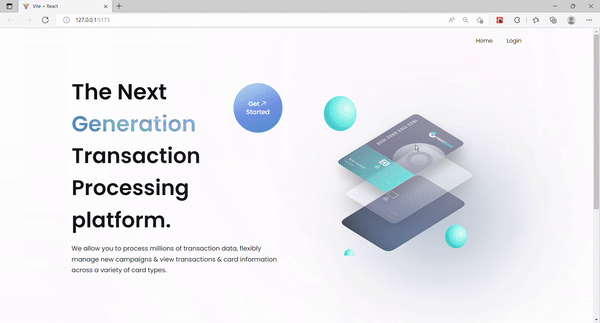 Vite + React
127.0.0.1:5173
Home Login
The Next
Generation
Transaction
Processing
platform.
Get ↗
Started
We allow you to process millions of transaction data, flexibly
manage new campaigns & view transactions & card information
across a variety of card types.